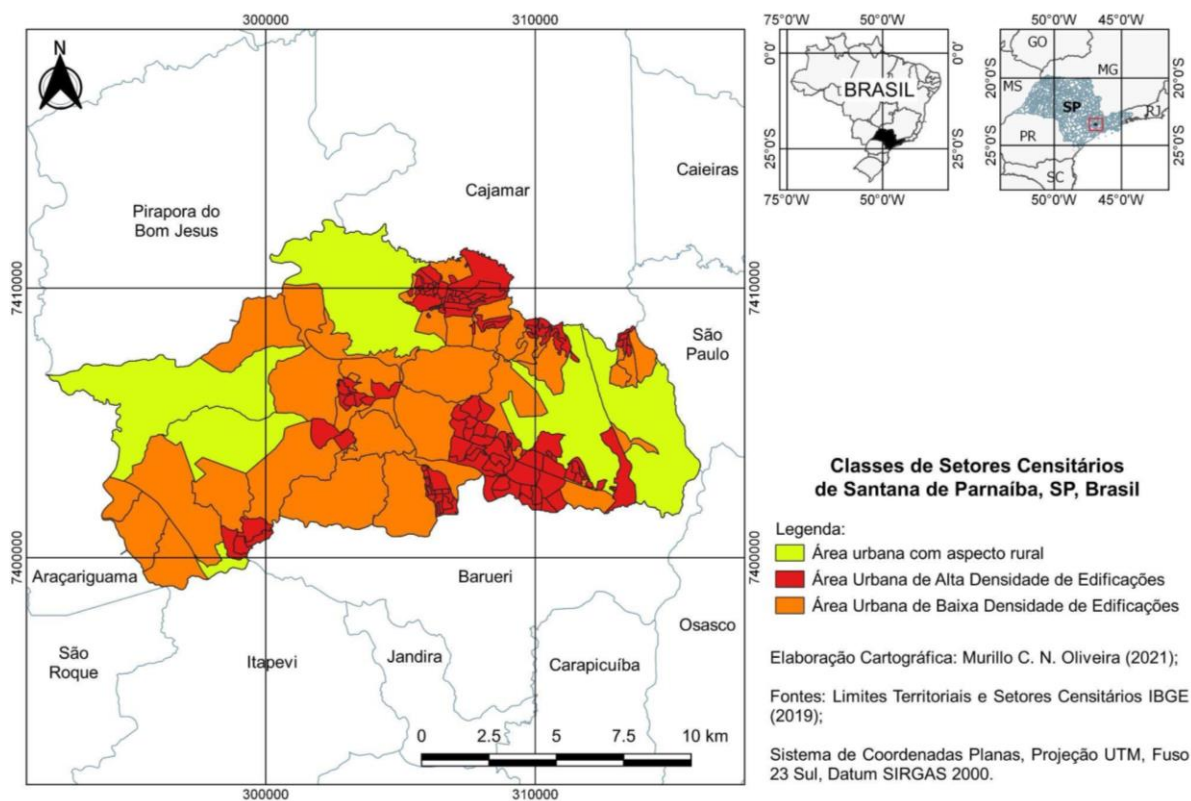 300000
310000
N
7410000
7400000
Pirapora do
Bom Jesus
Cajamar
Caieiras
São
Paulo
7410000
7400000
Araçariguama
Barueri
Osasco
São
Roque
Itapevi
Jandira
Carapicuíba
0
2.5
5
7.5
10 km
300000
310000
75°0'W
50°0'W
0°0'
25°0'S
BRASIL
0°0'
25°0'S
75°0'W
50°0'W
50°0'W
45°0'W
20°0'S
25°0'S
GO
MG
MS
SP
RJ
PR
SC
20°0'S
25°0'S
50°0'W
45°0'W
Classes de Setores Censitários
de Santana de Parnaíba, SP, Brasil
Legenda:
Área urbana com aspecto rural
Área Urbana de Alta Densidade de Edificações
Área Urbana de Baixa Densidade de Edificações
Elaboração Cartográfica: Murillo C. N. Oliveira (2021);
Fontes: Limites Territoriais e Setores Censitários IBGE
(2019);
Sistema de Coordenadas Planas, Projeção UTM, Fuso
23 Sul, Datum SIRGAS 2000.